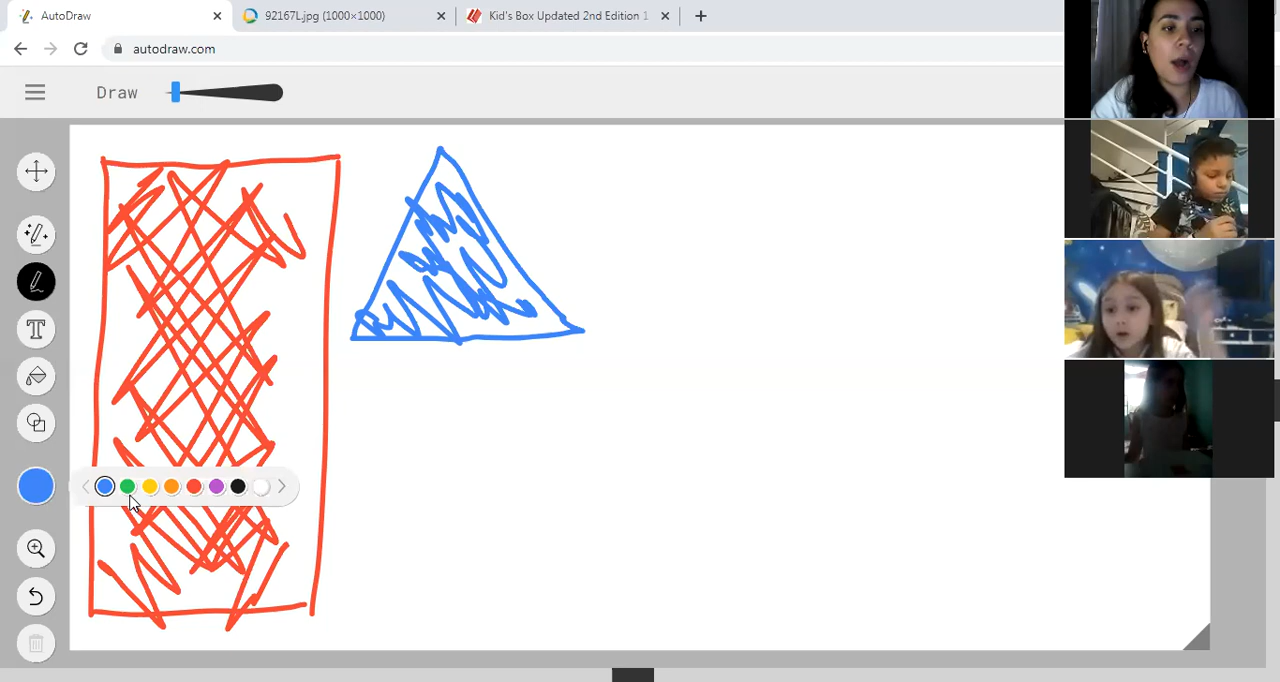 AutoDraw
92167L.jpg (1000×1000)
Kid's Box Updated 2nd Edition 1
autodraw.com
Draw
T